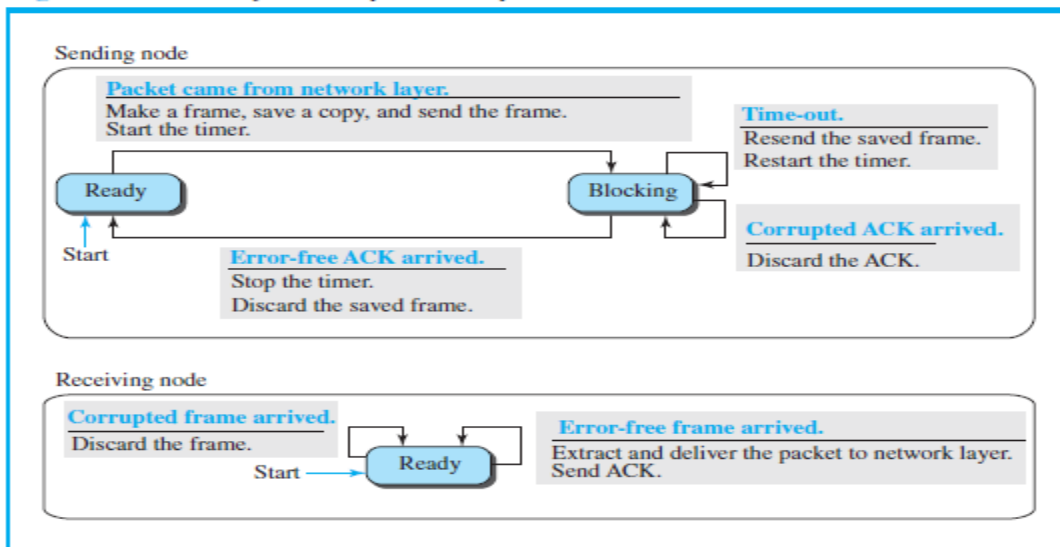 Sending node
Packet came from network layer.
Make a frame, save a copy, and send the frame.
Start the timer.
Time-out.
Resend the saved frame.
Restart the timer.
Ready
Blocking
Start
Error-free ACK arrived.
Stop the timer.
Discard the saved frame.
Corrupted ACK arrived.
Discard the ACK.
Receiving node
Corrupted frame arrived.
Discard the frame.
Start
Ready
Error-free frame arrived.
Extract and deliver the packet to network layer.
Send ACK.